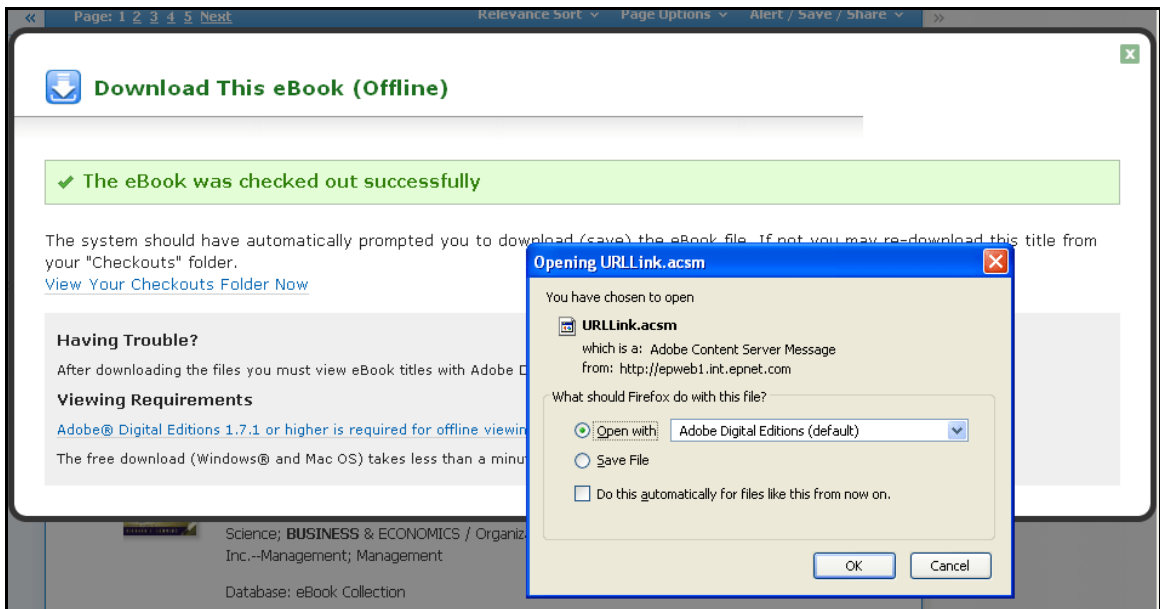 « Page: 1 2 3 4 5 Next Relevance Sort Page Options Alert / Save / Share »
x
Download This eBook (Offline)
The eBook was checked out successfully
The system should have automatically prompted you to download (save) the eBook file. If not you may re-download this title from
your "Checkouts" folder.
View Your Checkouts Folder Now
Having Trouble?
After downloading the files you must view eBook titles with Adobe D
Viewing Requirements
Adobe® Digital Editions 1.7.1 or higher is required for offline viewin
The free download (Windows® and Mac OS) takes less than a minu
Opening URLLink.acsm
You have chosen to open
URLLink.acsm
which is a: Adobe Content Server Message
from: http://epweb1.int.epnet.com
What should Firefox do with this file?
Open with Adobe Digital Editions (default)
Save File
Do this automatically for files like this from now on.
OK Cancel
Science; BUSINESS & ECONOMICS / Organiz
Inc.--Management; Management
Database: eBook Collection